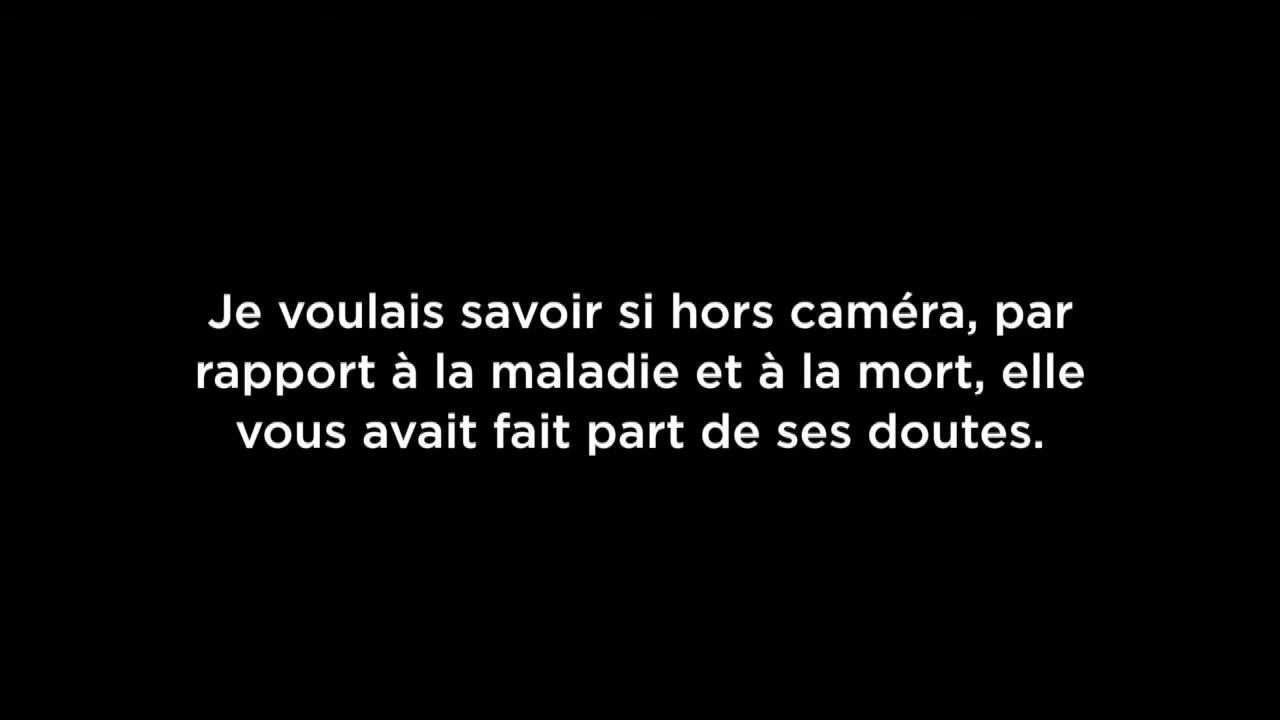 Je voulais savoir si hors caméra, par
rapport à la maladie et à la mort, elle
vous avait fait part de ses doutes.